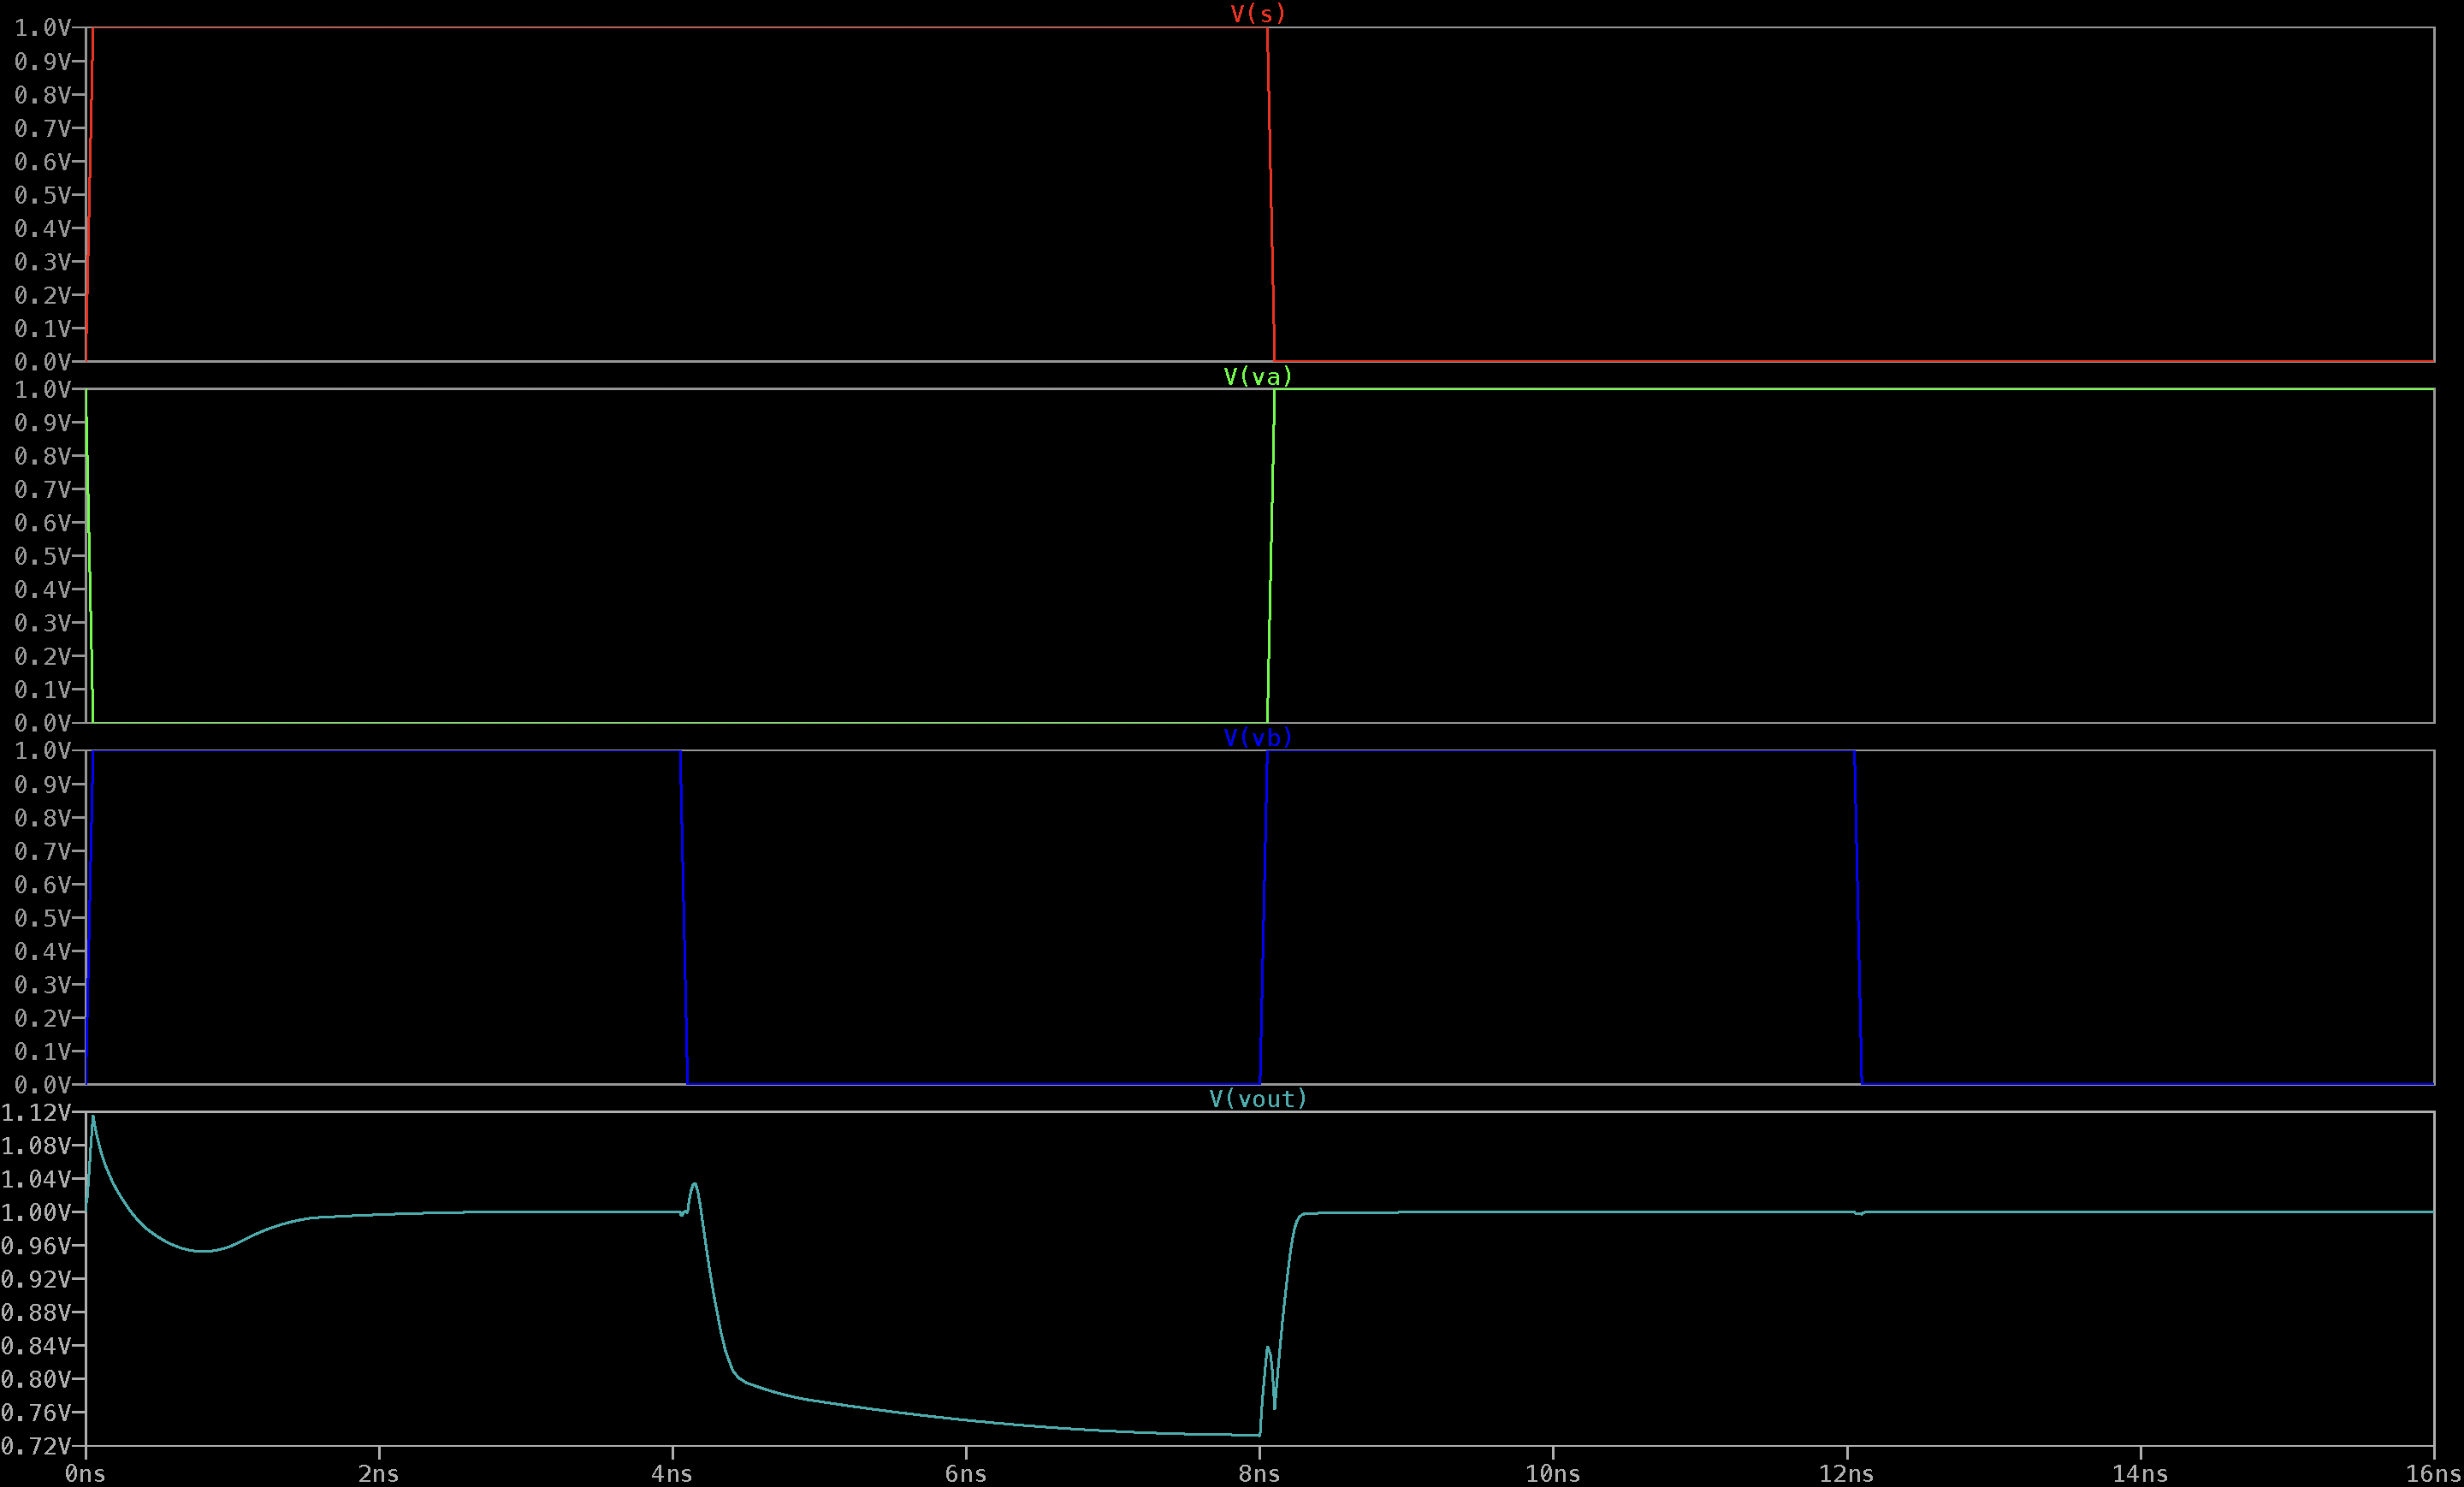 V(s)
1.0V
0.9V
0.8V
0.7V
0.6V
0.5V
0.4V
0.3V
0.2V
0.1V
0.0V
V(va)
1.0V
0.9V
0.8V
0.7V
0.6V
0.5V
0.4V
0.3V
0.2V
0.1V
0.0V
V(vb)
1.0V
0.9V
0.8V
0.7V
0.6V
0.5V
0.4V
0.3V
0.2V
0.1V
0.0V
V(vout)
1.12V
1.08V
1.04V
1.00V
0.96V
0.92V
0.88V
0.84V
0.80V
0.76V
0.72V
0ns 2ns 4ns 6ns 8ns 10ns 12ns 14ns 16ns